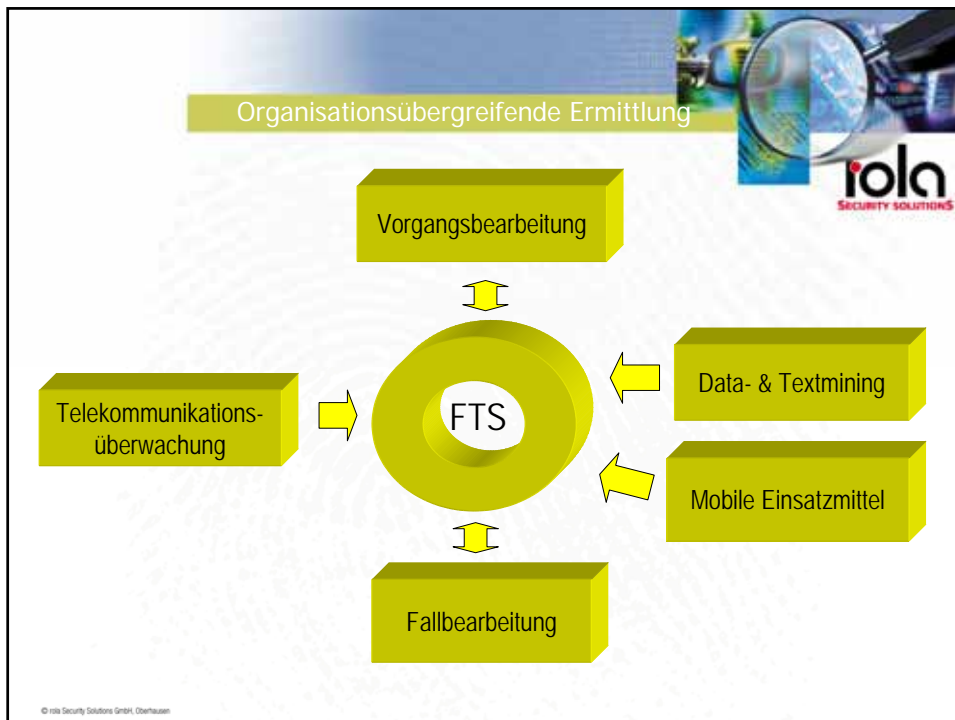 Organisationsübergreifende Ermittlung
rola
SECURITY SOLUTIONS
Vorgangsbearbeitung
Telekommunikations-
überwachung
FTS
Data- & Textmining
Mobile Einsatzmittel
Fallbearbeitung
© rola Security Solutions GmbH, Oberhausen